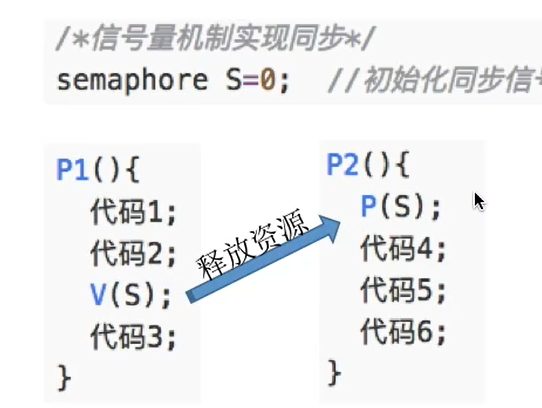 /*信号量机制实现同步*/
semaphore S=0; //初始化同步信号
P1(){
代码1;
代码2;
V(S);
代码3;
}
释放资源
P2(){
P(S);
代码4;
代码5;
代码6;
}